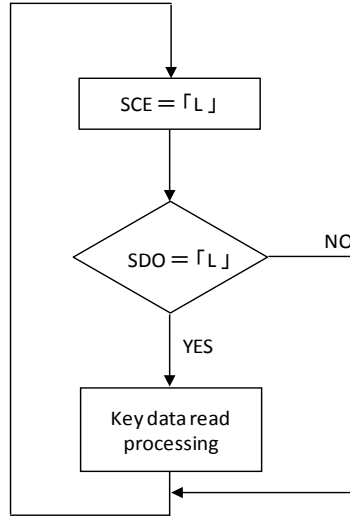 SCE＝「L」
SDO＝「L」
NO
YES
Key data read
processing